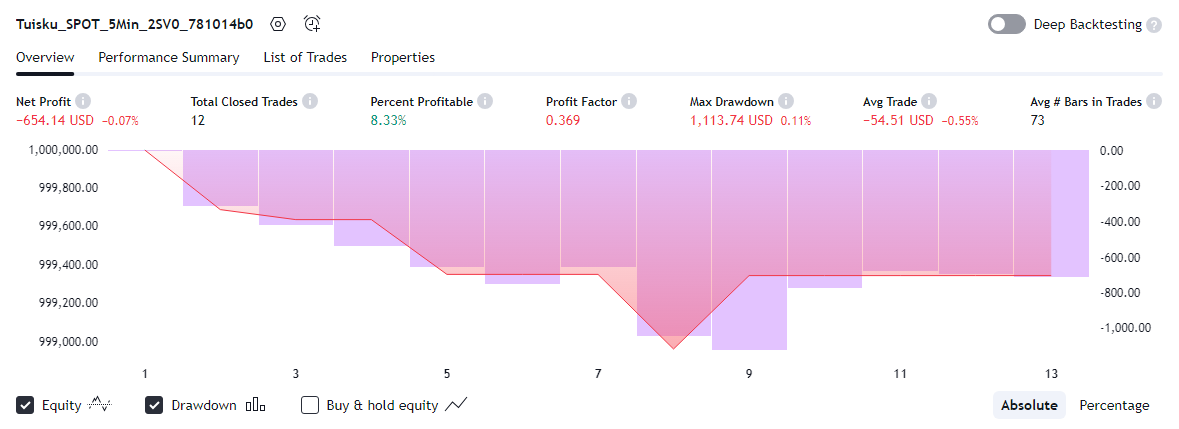 Tuisku_SPOT_5Min_2SV0_781014b0
Deep Backtesting ?
Overview Performance Summary List of Trades Properties
Net Profit Total Closed Trades Percent Profitable Profit Factor Max Drawdown Avg Trade Avg # Bars in Trades
−654.14 USD −0.07% 12 8.33% 0.369 1,113.74 USD 0.11% −54.51 USD −0.55% 73
1,000,000.00 0.00
999,800.00 -200.00
999,600.00 -400.00
999,400.00 -600.00
999,200.00 -800.00
999,000.00 -1,000.00
1 3 5 7 9 11 13
Equity Drawdown Buy & hold equity Absolute Percentage